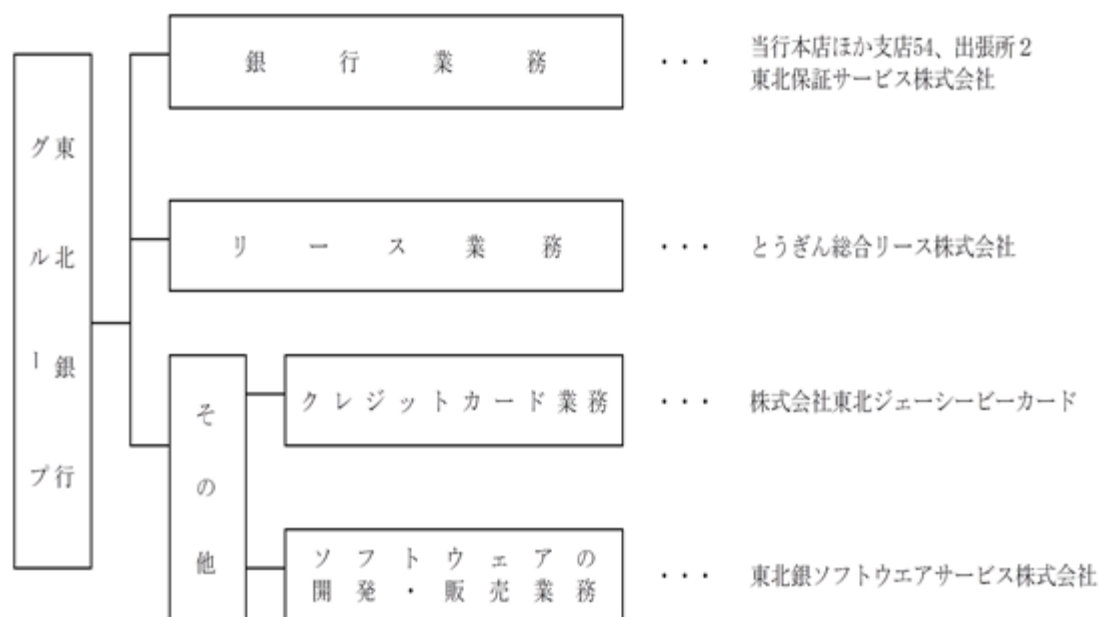 東北銀行
グループ
銀行業務
・・・
当行本店ほか支店54、出張所２
東北保証サービス株式会社
リース業務
・・・
とうぎん総合リース株式会社
その他
クレジットカード業務
・・・
株式会社東北ジェーシービーカード
ソフトウェアの
開発・販売業務
・・・
東北銀ソフトウエアサービス株式会社